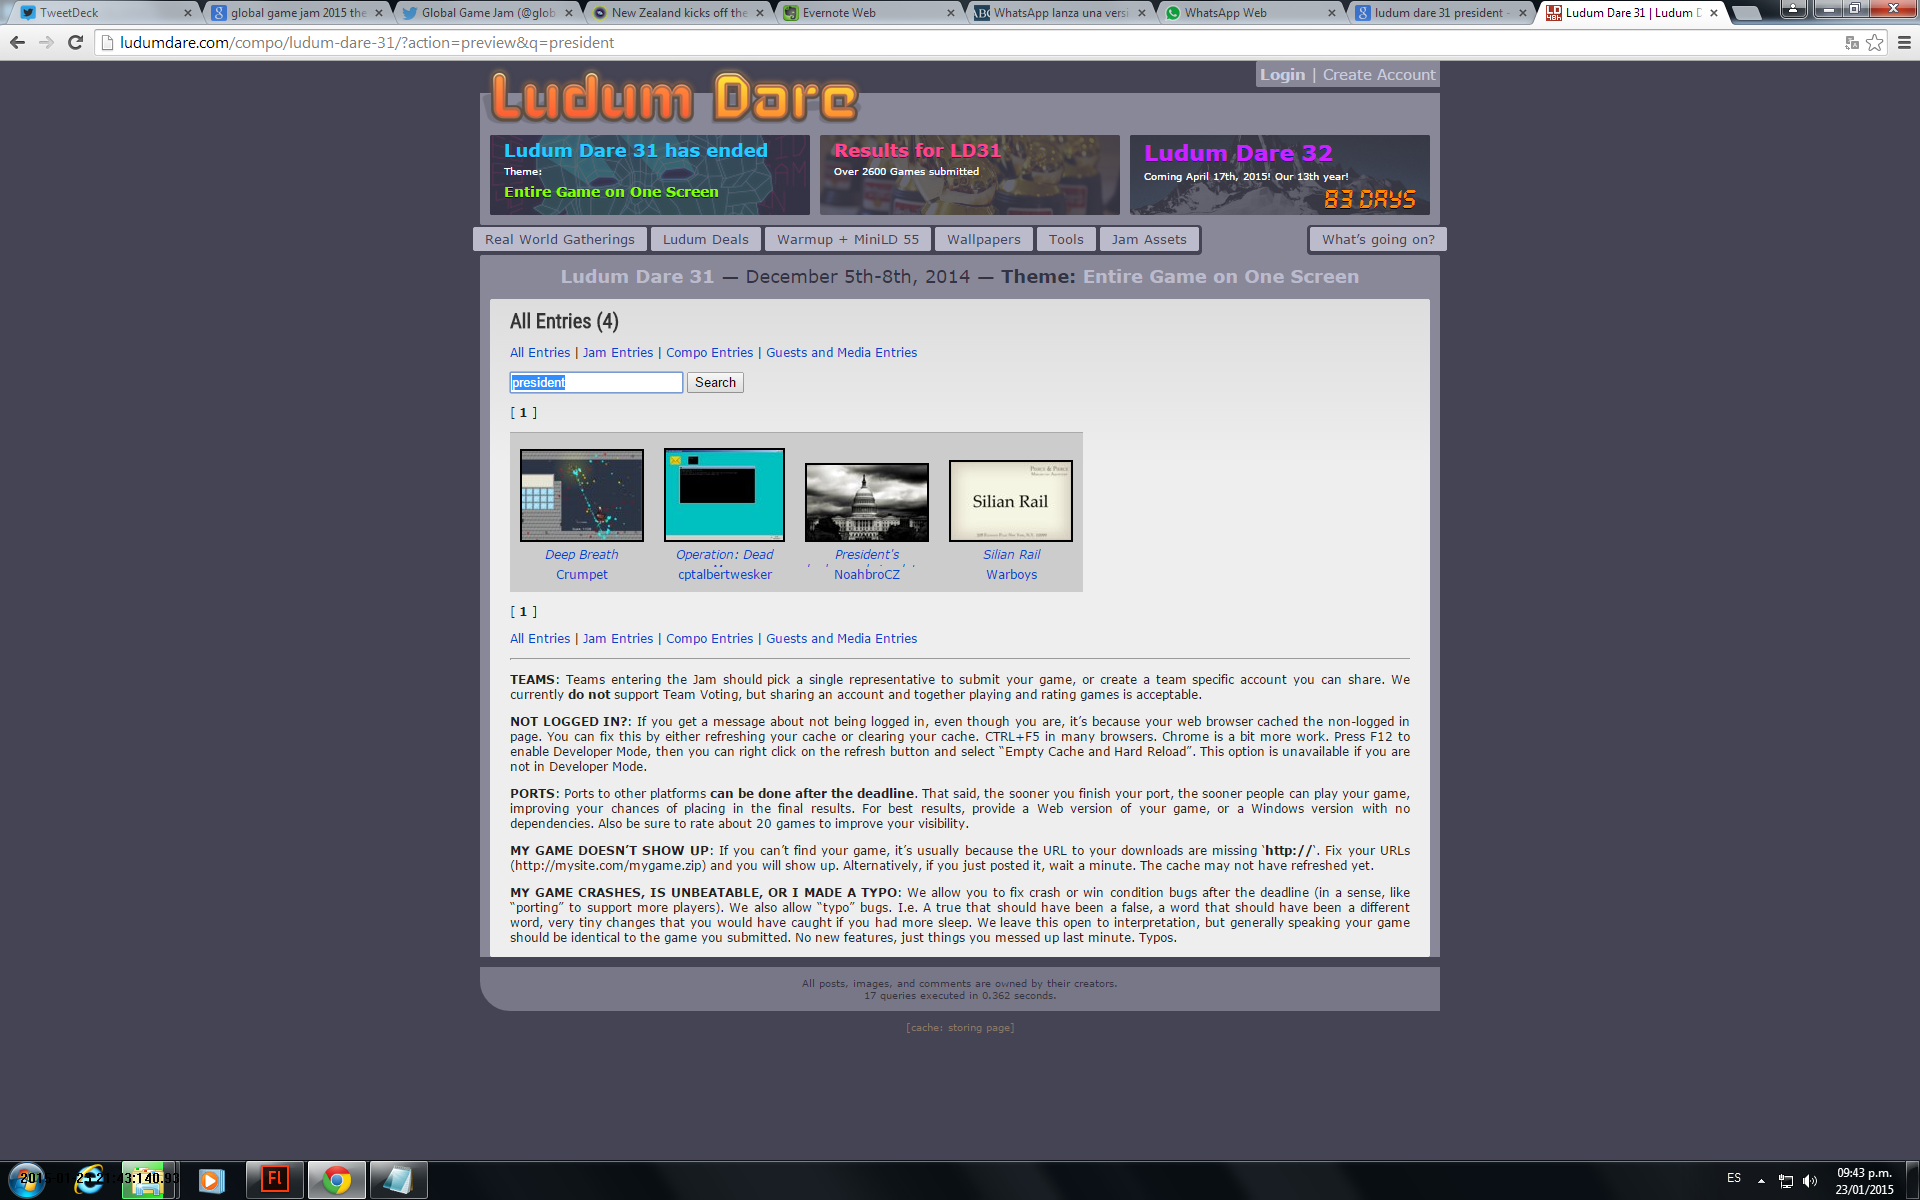 TweetDeck
global game jam 2015 the
Global Game Jam (@glob
New Zealand kicks off the
Evernote Web
ABC
WhatsApp lanza una versi
WhatsApp Web
ludum dare 31 president -
Ludum Dare 31 | Ludum D
ludumdare.com/compo/ludum-dare-31/?action=preview&q=president
Login | Create Account
Ludum Dare
Ludum Dare 31 has ended
Theme:
Entire Game on One Screen
Results for LD31
Over 2600 Games submitted
Ludum Dare 32
Coming April 17th, 2015! Our 13th year!
83 DAYS
Real World Gatherings
Ludum Deals
Warmup + MiniLD 55
Wallpapers
Tools
Jam Assets
What's going on?
Ludum Dare 31 — December 5th-8th, 2014 — Theme: Entire Game on One Screen
All Entries (4)
All Entries | Jam Entries | Compo Entries | Guests and Media Entries
president
Search
[ 1 ]
Silian Rail
Deep Breath
Crumpet
Operation: Dead
cptalbertwesker
President's
NoahbroCZ
Silian Rail
Warboys
[ 1 ]
All Entries | Jam Entries | Compo Entries | Guests and Media Entries
TEAMS: Teams entering the Jam should pick a single representative to submit your game, or create a team specific account you can share. We
currently do not support Team Voting, but sharing an account and together playing and rating games is acceptable.
NOT LOGGED IN?: If you get a message about not being logged in, even though you are, it’s because your web browser cached the non-logged in
page. You can fix this by either refreshing your cache or clearing your cache. CTRL+F5 in many browsers. Chrome is a bit more work. Press F12 to
enable Developer Mode, then you can right click on the refresh button and select “Empty Cache and Hard Reload”. This option is unavailable if you are
not in Developer Mode.
PORTS: Ports to other platforms can be done after the deadline. That said, the sooner you finish your port, the sooner people can play your game,
improving your chances of placing in the final results. For best results, provide a Web version of your game, or a Windows version with no
dependencies. Also be sure to rate about 20 games to improve your visibility.
MY GAME DOESN’T SHOW UP: If you can’t find your game, it’s usually because the URL to your downloads are missing `http://`. Fix your URLs
(http://mysite.com/mygame.zip) and you will show up. Alternatively, if you just posted it, wait a minute. The cache may not have refreshed yet.
MY GAME CRASHES, IS UNBEATABLE, OR I MADE A TYPO: We allow you to fix crash or win condition bugs after the deadline (in a sense, like
“porting” to support more players). We also allow “typo” bugs. I.e. A true that should have been a false, a word that should have been a different
word, very tiny changes that you would have caught if you had more sleep. We leave this open to interpretation, but generally speaking your game
should be identical to the game you submitted. No new features, just things you messed up last minute. Typos.
All posts, images, and comments are owned by their creators.
17 queries executed in 0.362 seconds.
[cache: storing page]
Fl
ES
09:43 p.m.
23/01/2015